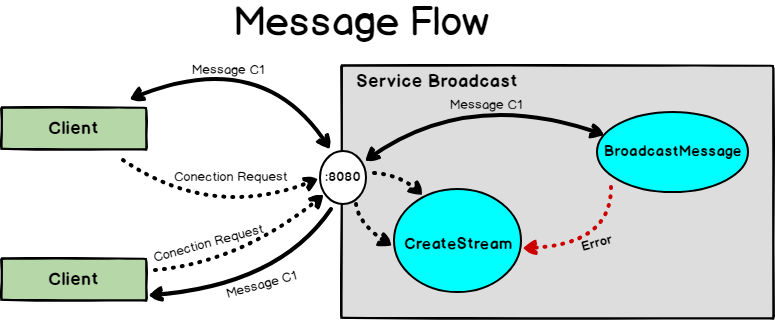 Message Flow
Message C1
Service Broadcast
Message C1
Client
BroadcastMessage
Conection Request
:8080
Conection Request
CreateStream
Error
Client
Message C1